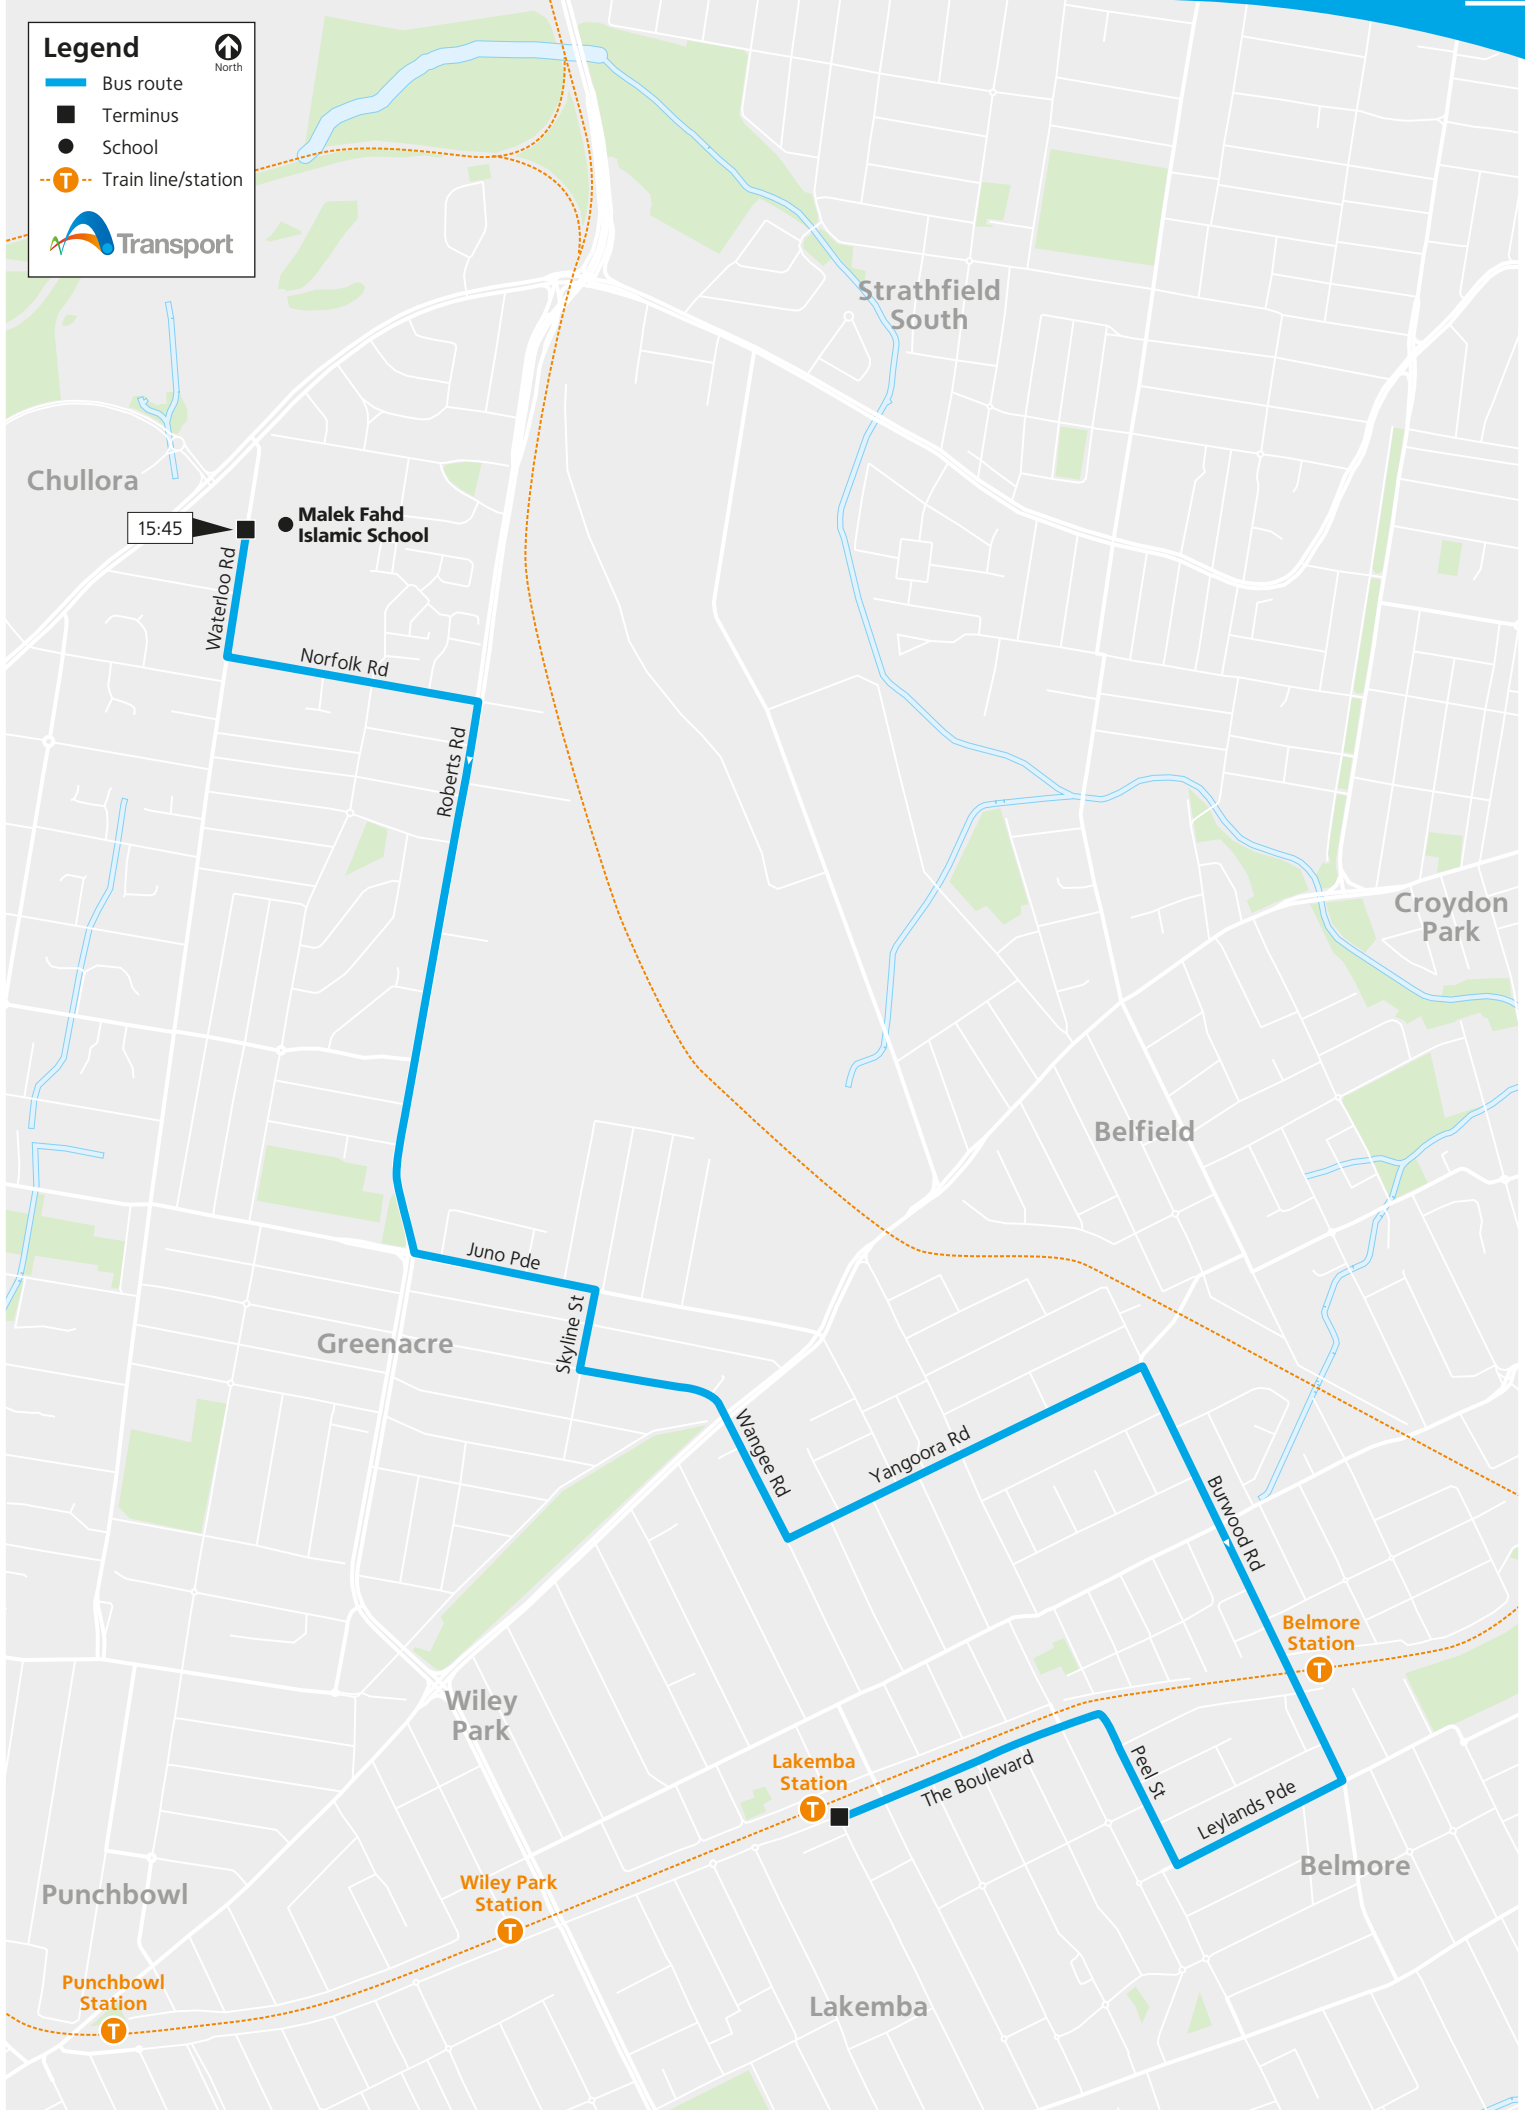 Legend
North
Bus route
Terminus
School
T
Train line/station
Transport
Strathfield
South
Chullora
15:45
Malek Fahd
Islamic School
Waterloo Rd
Norfolk Rd
Roberts Rd
Croydon
Park
Belfield
Juno Pde
Skyline St
Greenacre
Wangee Rd
Yangoora Rd
Burwood Rd
Belmore
Station
T
Wiley
Park
Lakemba
Station
T
The Boulevard
Peel St
Leylands Pde
Belmore
Punchbowl
Wiley Park
Station
T
Punchbowl
Station
T
Lakemba